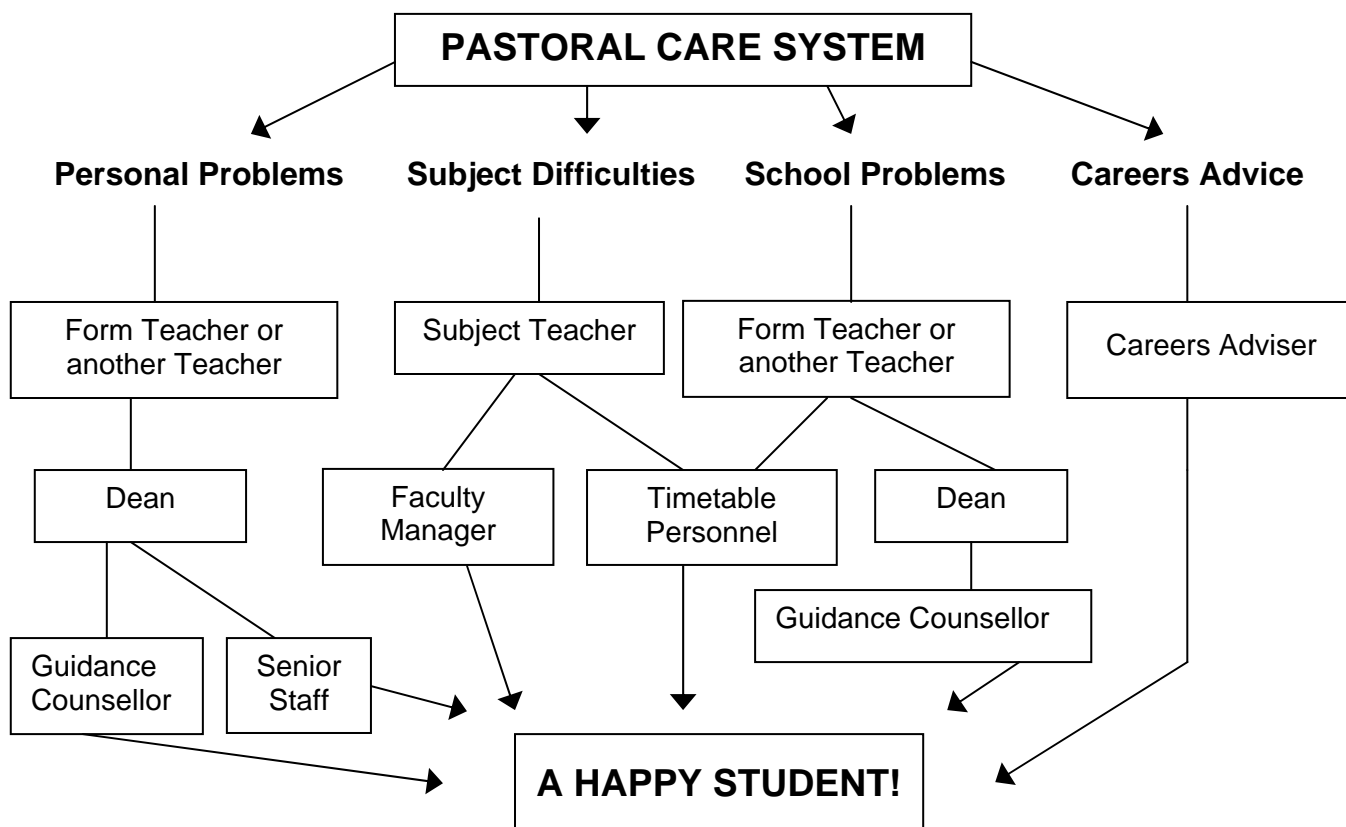 PASTORAL CARE SYSTEM
Personal Problems
Subject Difficulties
School Problems
Careers Advice
Form Teacher or
another Teacher
Subject Teacher
Form Teacher or
another Teacher
Careers Adviser
Dean
Faculty
Manager
Timetable
Personnel
Dean
Guidance
Counsellor
Senior
Staff
Guidance Counsellor
A HAPPY STUDENT!